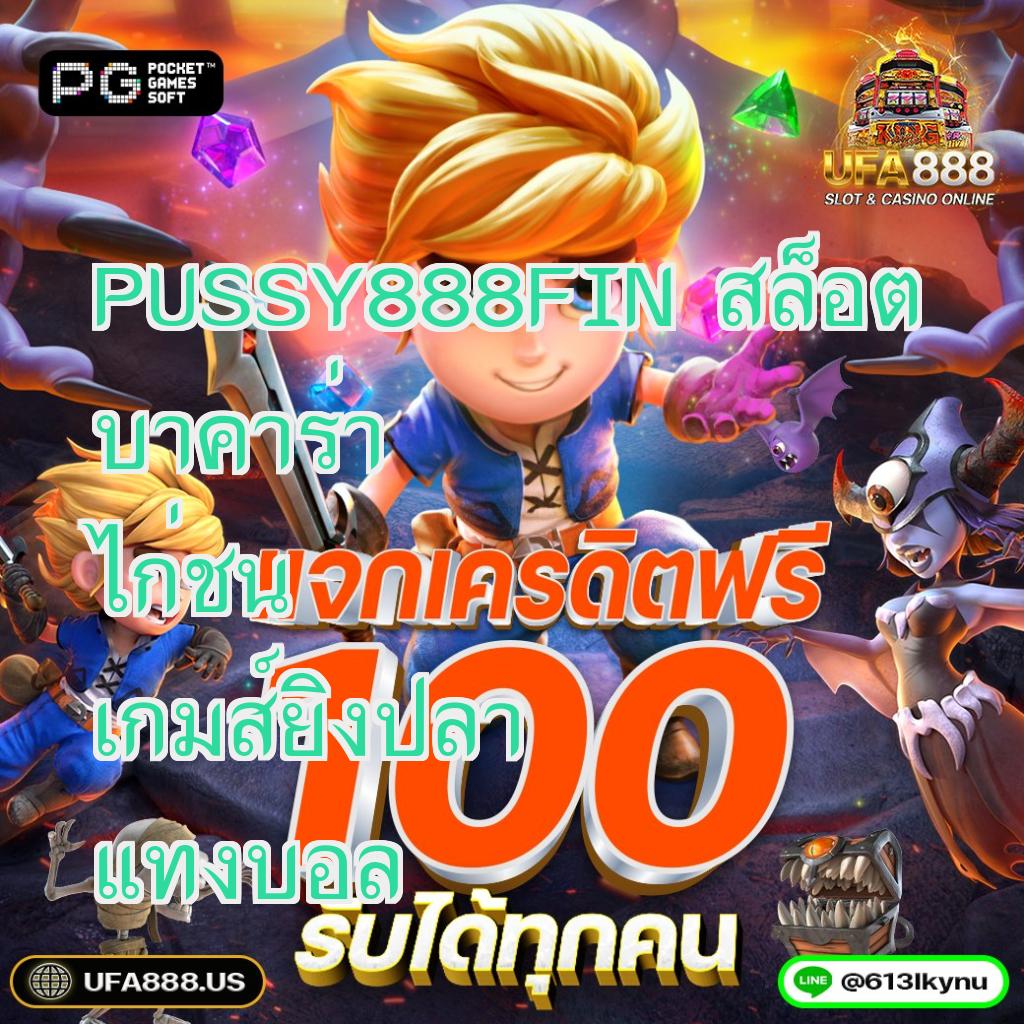 PG POCKET GAMES SOFT™
UFA888
SLOT & CASINO ONLINE
PUSSY888FIN สล็อต
บาคาร่า
ไก่ชน
แจกเครดิตฟรี
เกมส์ยิงปลา
100
แทงบอล
รับได้ทุกคน
UFA888.US
LINE @613lkynu